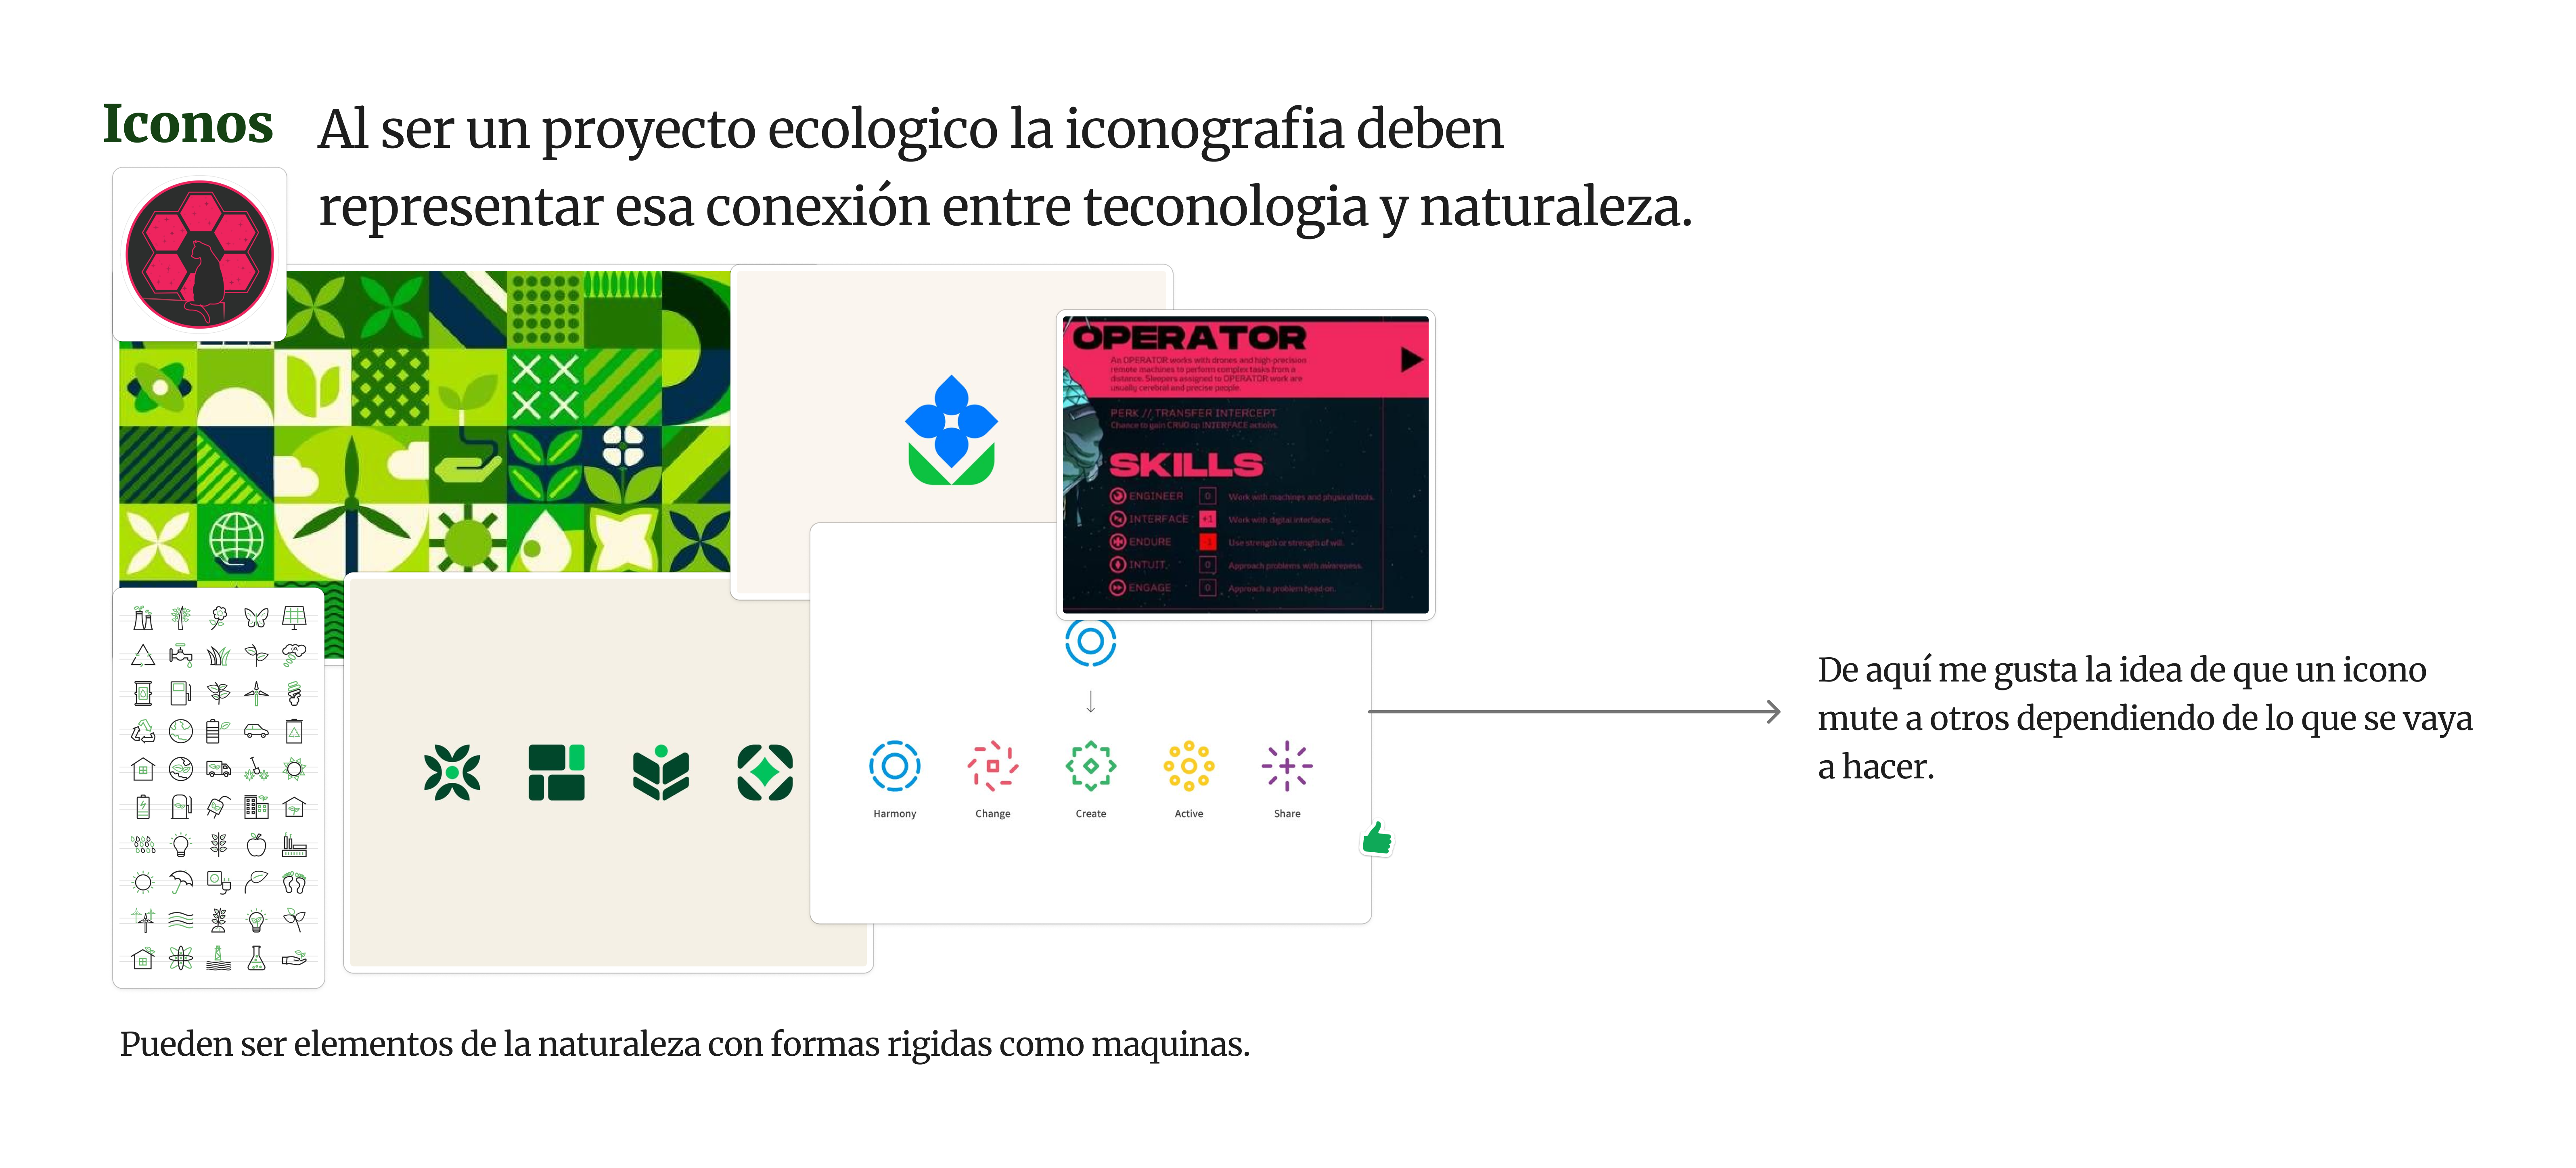 Iconos
Al ser un proyecto ecologico la iconografia deben
representar esa conexión entre teconologia y naturaleza.
OPERATOR
An OPERATOR works with drones and high-precision
remote machines to perform complex tasks from a
distance. Sleepers assigned to OPERATOR work are
usually cerebral and precise people.
PERK // TRANSFER INTERCEPT
Chance to gain CRYO on INTERFACE actions.
SKILLS
ENGINEER 0 Work with machines and physical tools.
INTERFACE +1 Work with digital interfaces.
ENDURE -1 Use strength or strength of will.
INTUIT 0 Approach problems with awareness.
ENGAGE 0 Approach a problem head-on.
Harmony
Change
Create
Active
Share
De aquí me gusta la idea de que un icono
mute a otros dependiendo de lo que se vaya
a hacer.
Pueden ser elementos de la naturaleza con formas rigidas como maquinas.